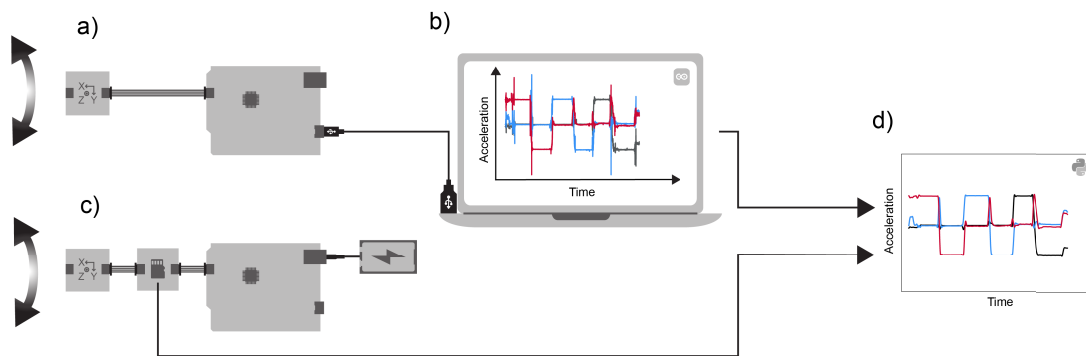 a)
X
Z Y
b)
Acceleration
Time
c)
X
Z Y
d)
Acceleration
Time